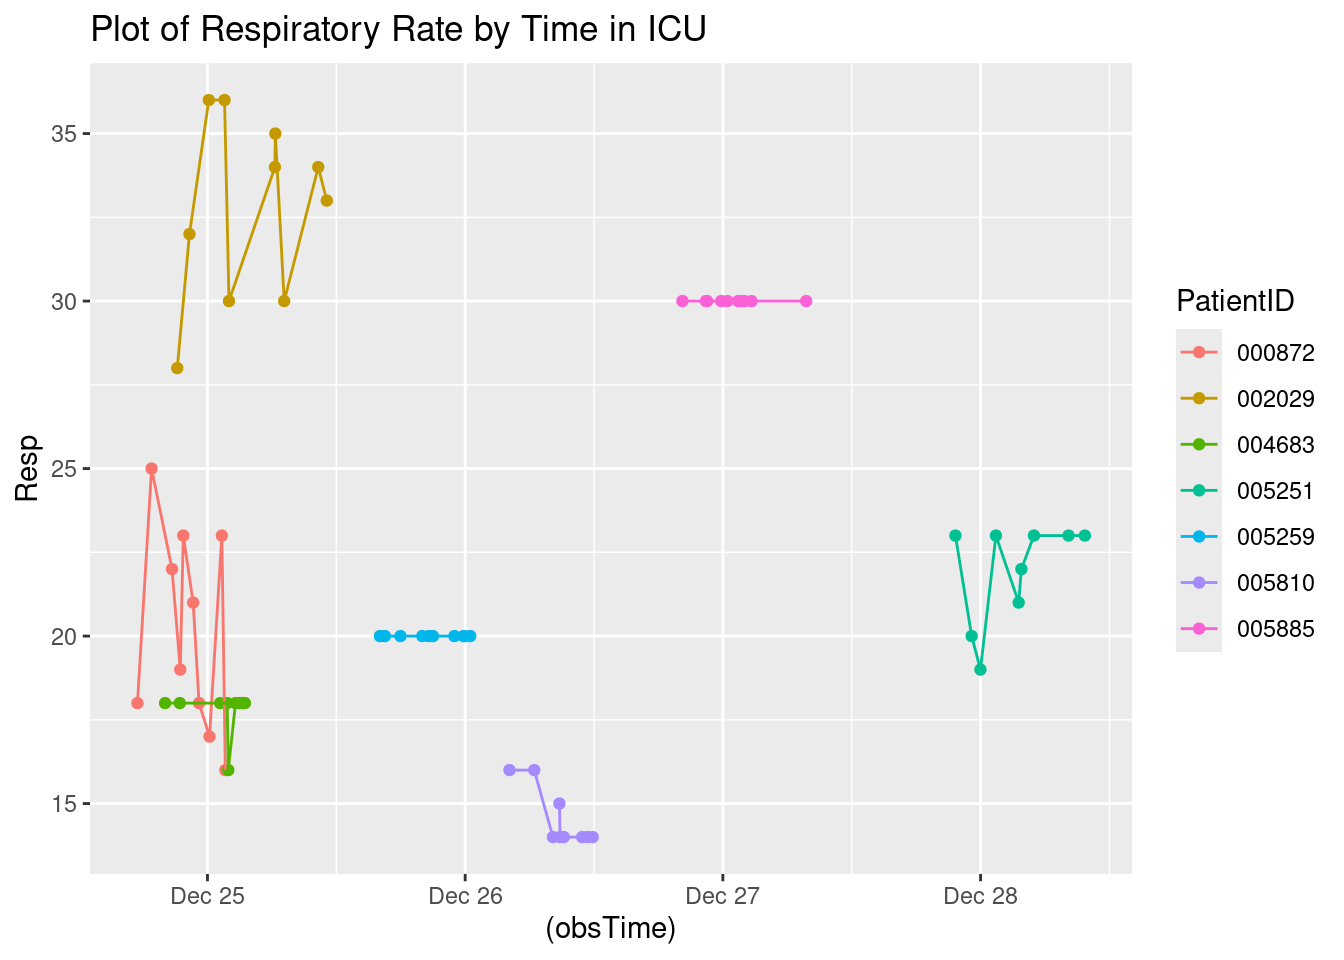 Plot of Respiratory Rate by Time in ICU
35
30
25
20
15
Resp
Dec 25 Dec 26 Dec 27 Dec 28
(obsTime)
PatientID
000872
002029
004683
005251
005259
005810
005885